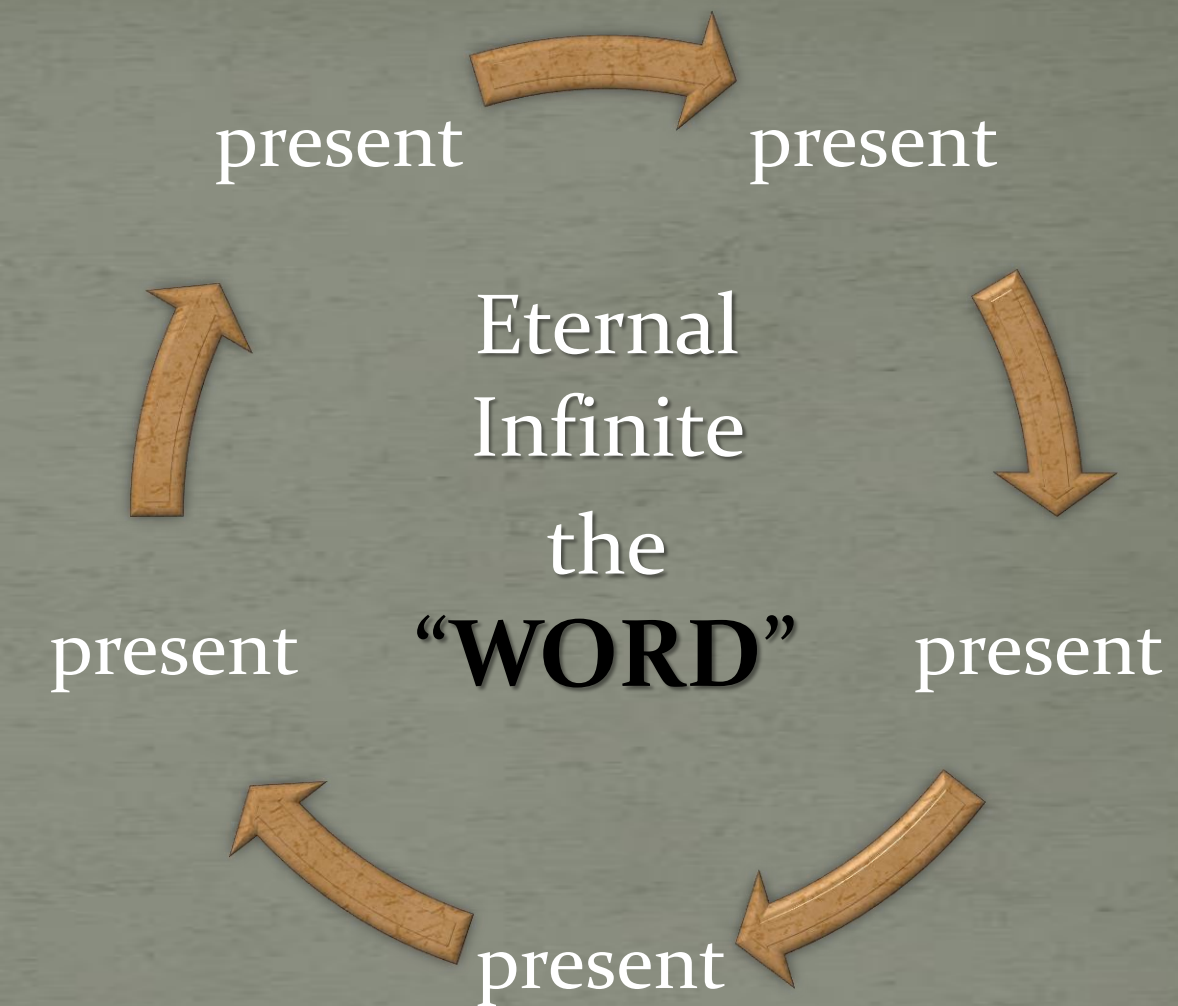 present present
Eternal
Infinite
the
“WORD”
present present
present